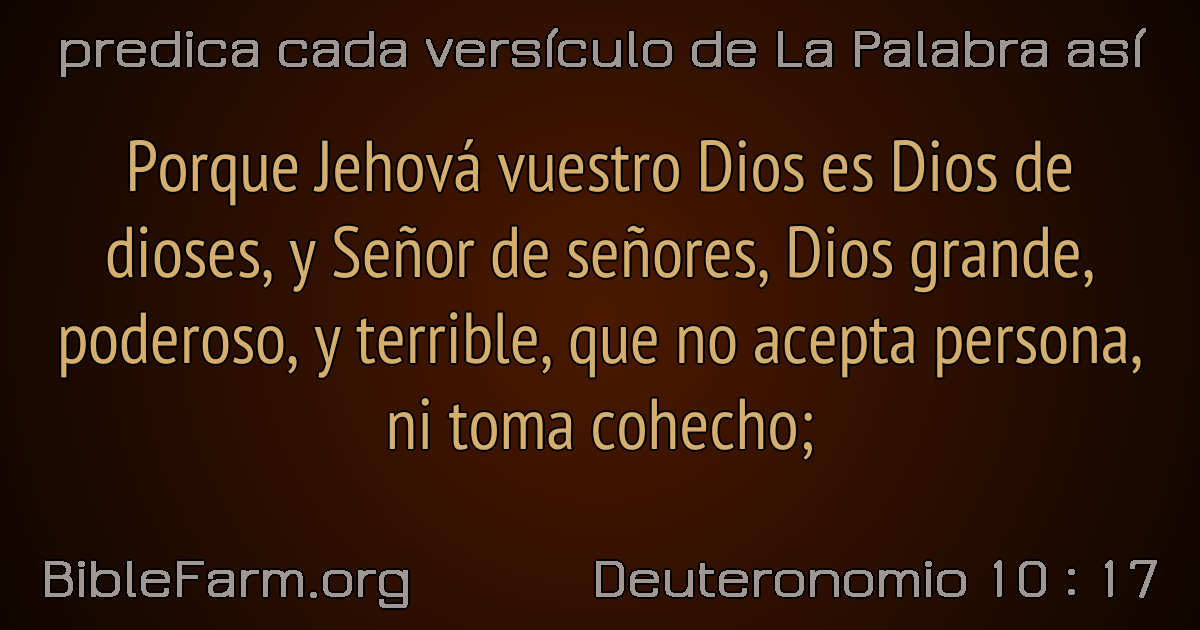 predica cada versículo de La Palabra así
Porque Jehová vuestro Dios es Dios de
dioses, y Señor de señores, Dios grande,
poderoso, y terrible, que no acepta persona,
ni toma cohecho;
BibleFarm.org
Deuteronomio 10 : 17